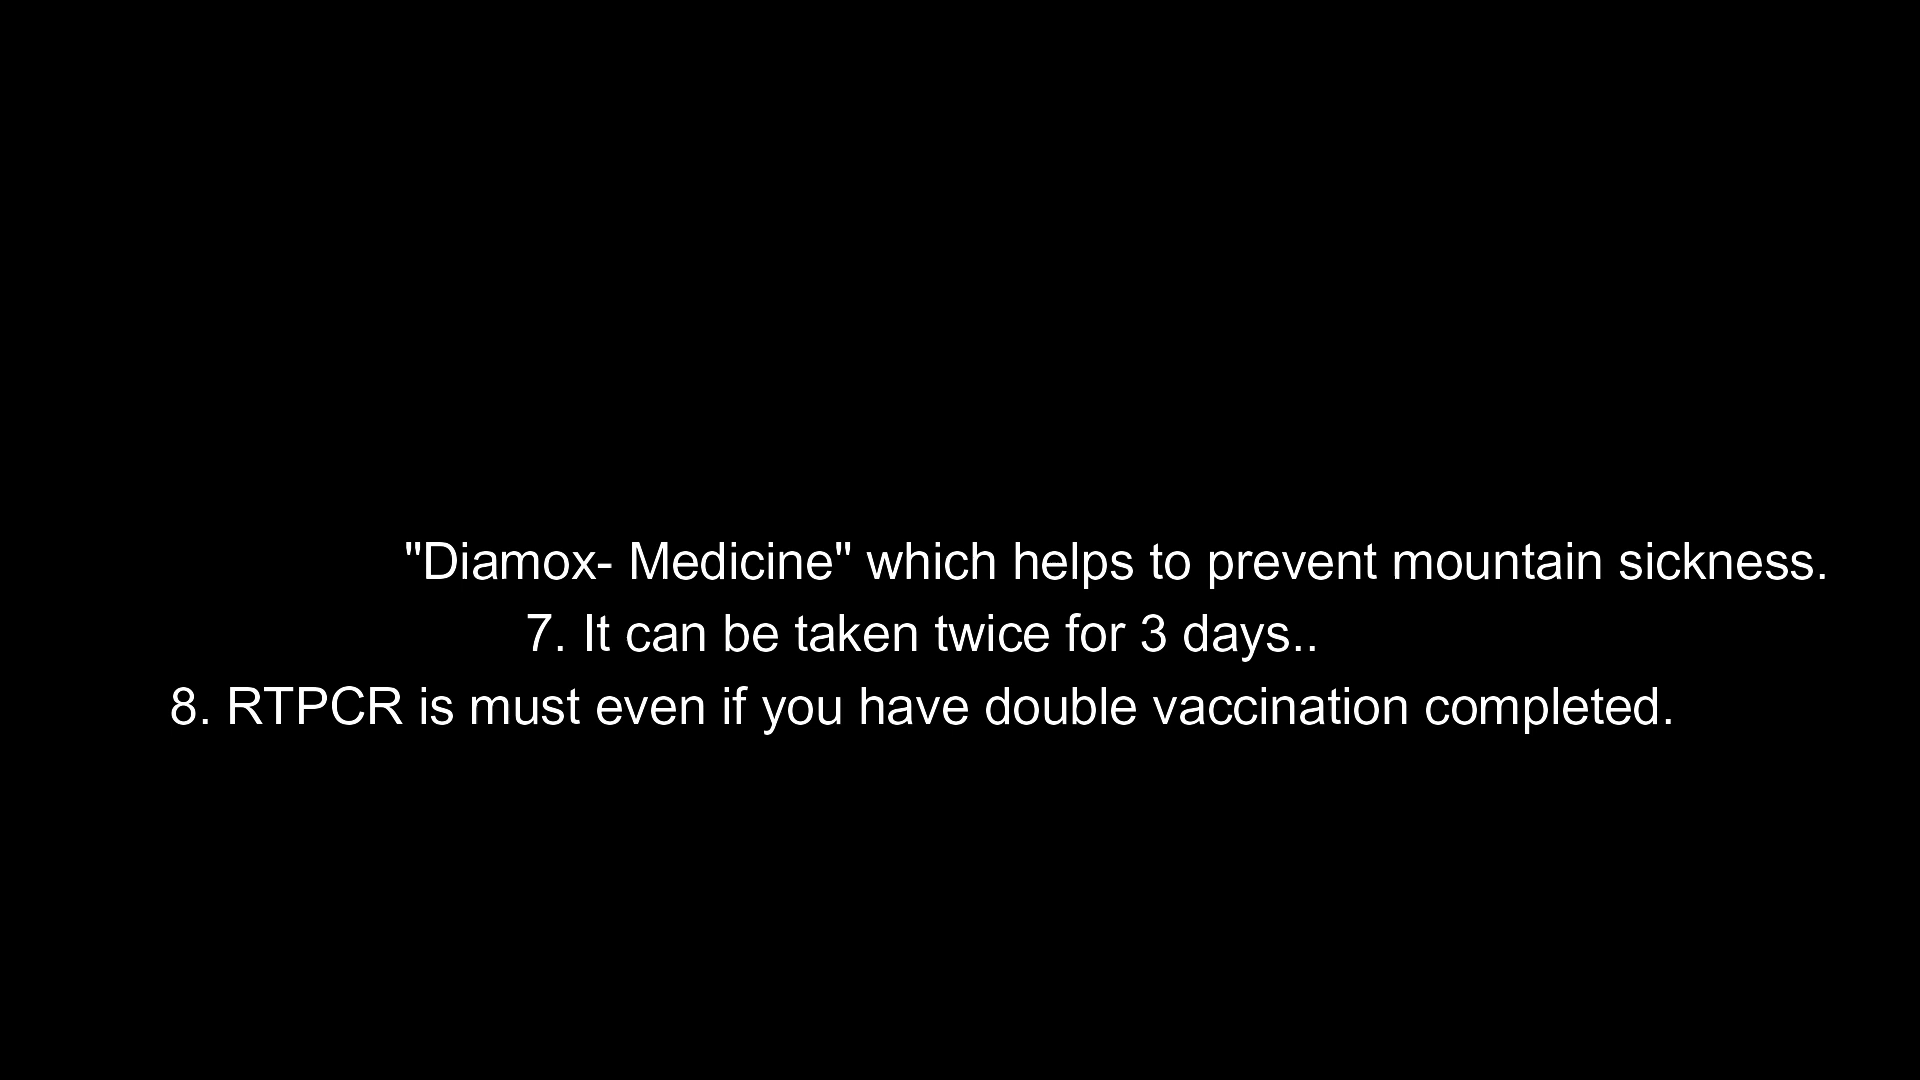 "Diamox- Medicine" which helps to prevent mountain sickness.
7. It can be taken twice for 3 days..
8. RTPCR is must even if you have double vaccination completed.